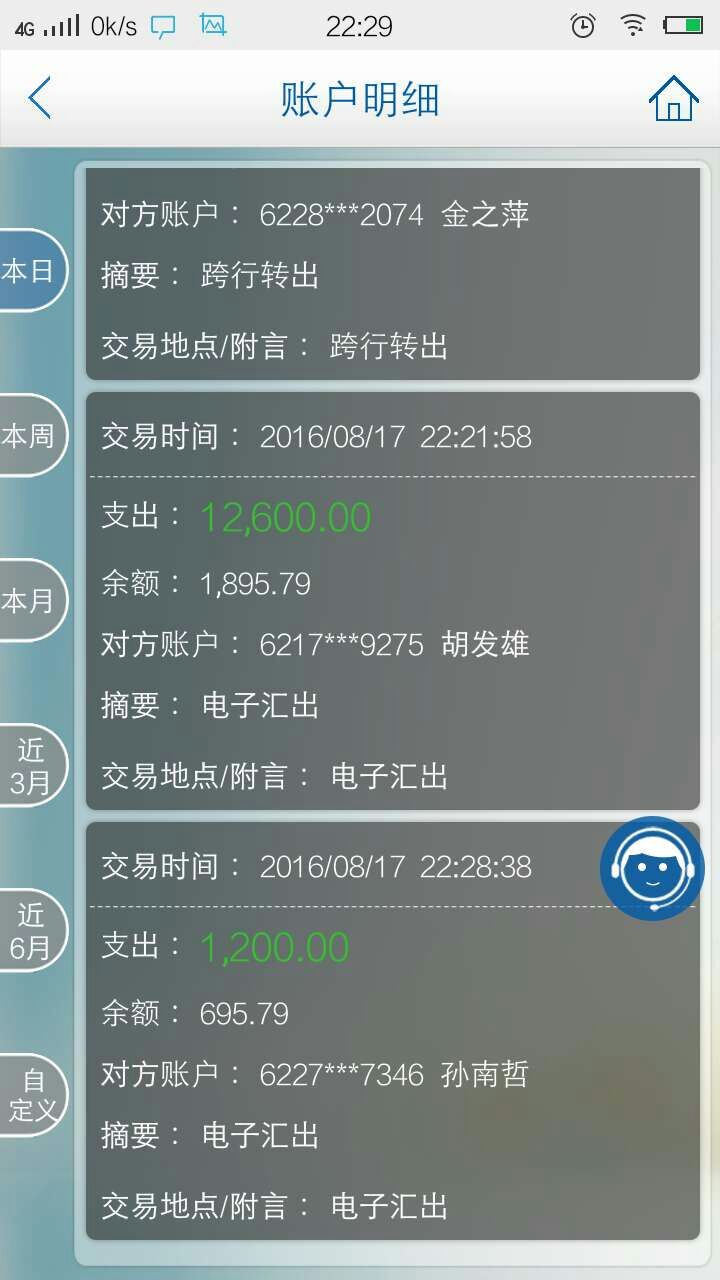 4G 0k/s 22:29
账户明细
对方账户： 6228***2074 金之萍
摘要： 跨行转出
交易地点/附言： 跨行转出
本日
交易时间： 2016/08/17 22:21:58
本周
支出： 12,600.00
余额： 1,895.79
本月
对方账户： 6217***9275 胡发雄
摘要： 电子汇出
交易地点/附言： 电子汇出
近
3月
交易时间： 2016/08/17 22:28:38
支出： 1,200.00
近
6月
余额： 695.79
对方账户： 6227***7346 孙南哲
自
定义
摘要： 电子汇出
交易地点/附言： 电子汇出